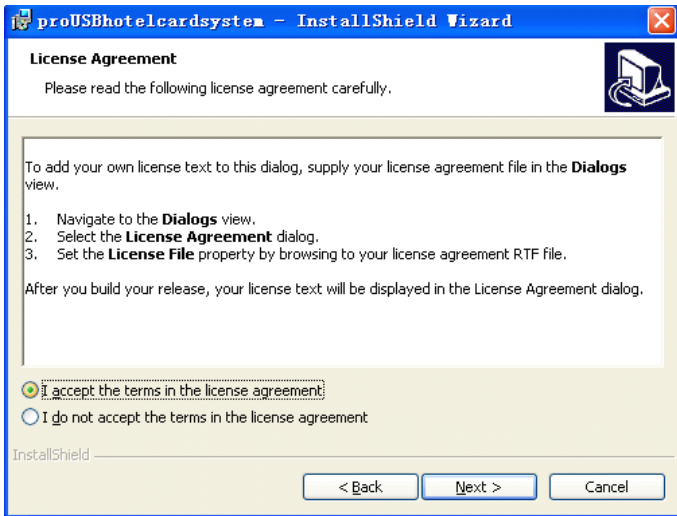 proUSBhotelcardsystem - InstallShield Wizard
License Agreement
Please read the following license agreement carefully.
To add your own license text to this dialog, supply your license agreement file in the Dialogs
view.
1. Navigate to the Dialogs view.
2. Select the License Agreement dialog.
3. Set the License File property by browsing to your license agreement RTF file.
After you build your release, your license text will be displayed in the License Agreement dialog.
I accept the terms in the license agreement
I do not accept the terms in the license agreement
InstallShield
< Back Next > Cancel